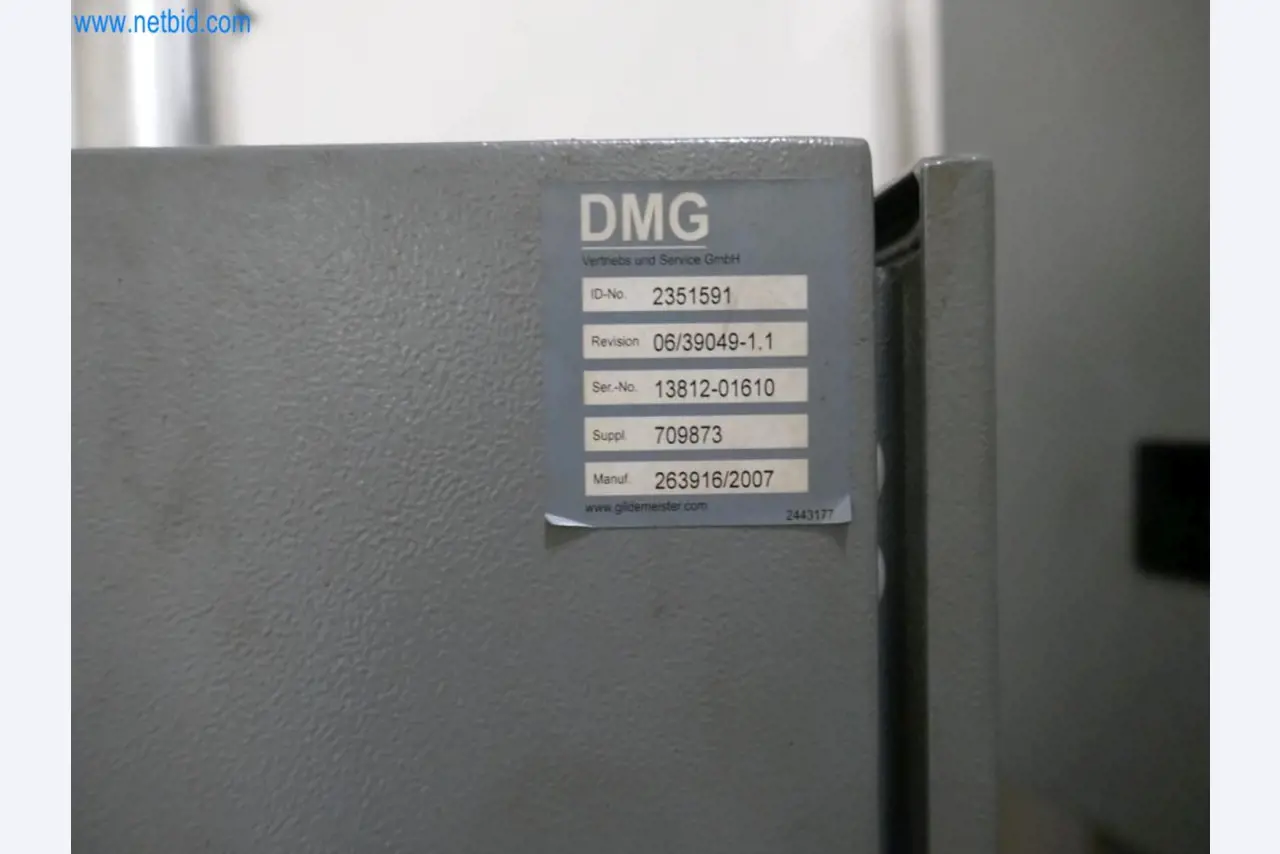 www.netbid.com
DMG
Vertriebs und Service GmbH
ID-No. 2351591
Revision 06/39049-1.1
Ser.-No. 13812-01610
Suppl. 709873
Manuf. 263916/2007
www.gildemeister.com 2443177